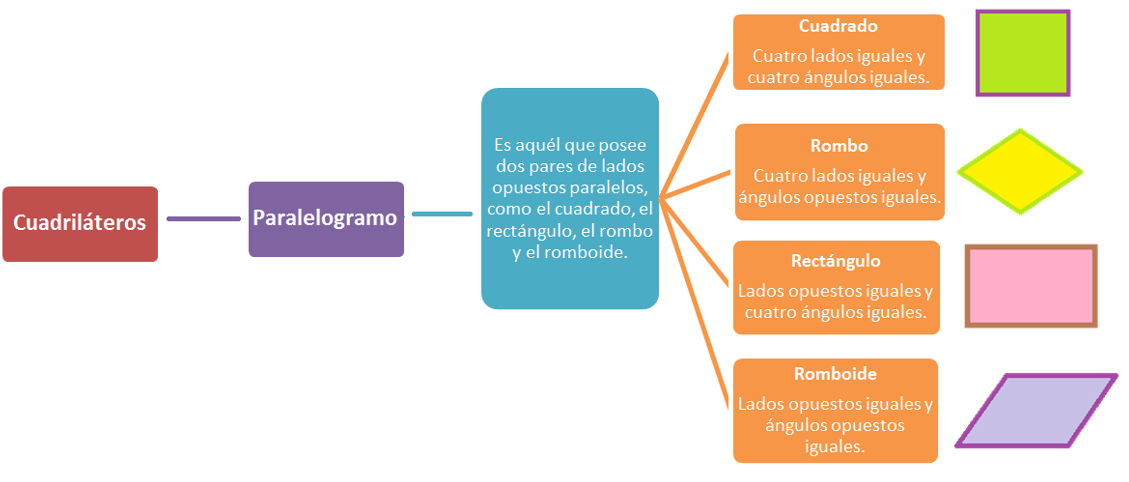 Cuadriláteros
Paralelogramo
Es aquél que posee
dos pares de lados
opuestos paralelos,
como el cuadrado, el
rectángulo, el rombo
y el romboide.
Cuadrado
Cuatro lados iguales y
cuatro ángulos iguales.
Rombo
Cuatro lados iguales y
ángulos opuestos iguales.
Rectángulo
Lados opuestos iguales y
cuatro ángulos iguales.
Romboide
Lados opuestos iguales y
ángulos opuestos
iguales.